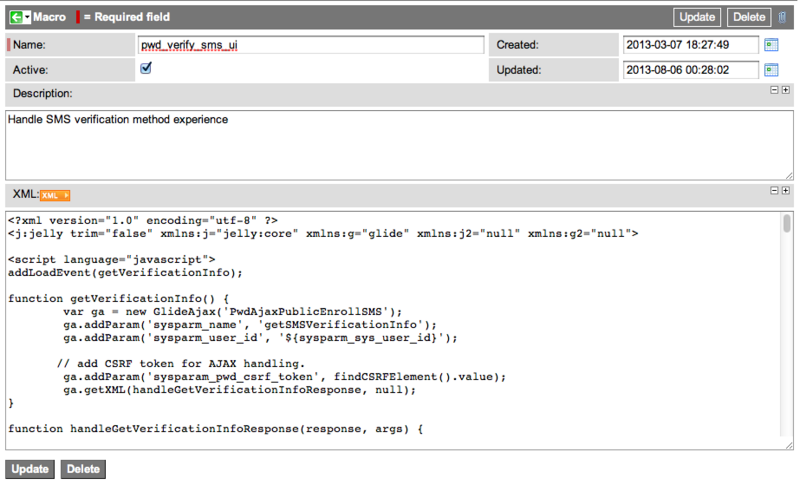 Macro = Required field Update Delete
Name: pwd_verify_sms_ui Created: 2013-03-07 18:27:49
Active: Updated: 2013-08-06 00:28:02
Description:
Handle SMS verification method experience
XML: XML
<?xml version="1.0" encoding="utf-8" ?>
<j:jelly trim="false" xmlns:j="jelly:core" xmlns:g="glide" xmlns:j2="null" xmlns:g2="null">
<script language="javascript">
addLoadEvent(getVerificationInfo);
function getVerificationInfo() {
var ga = new GlideAjax('PwdAjaxPublicEnrollSMS');
ga.addParam('sysparm_name', 'getSMSVerificationInfo');
ga.addParam('sysparm_user_id', '${sysparm_sys_user_id}');
// add CSRF token for AJAX handling.
ga.addParam('sysparam_pwd_csrf_token', findCSRFElement().value);
ga.getXML(handleGetVerificationInfoResponse, null);
}
function handleGetVerificationInfoResponse(response, args) {
Update Delete